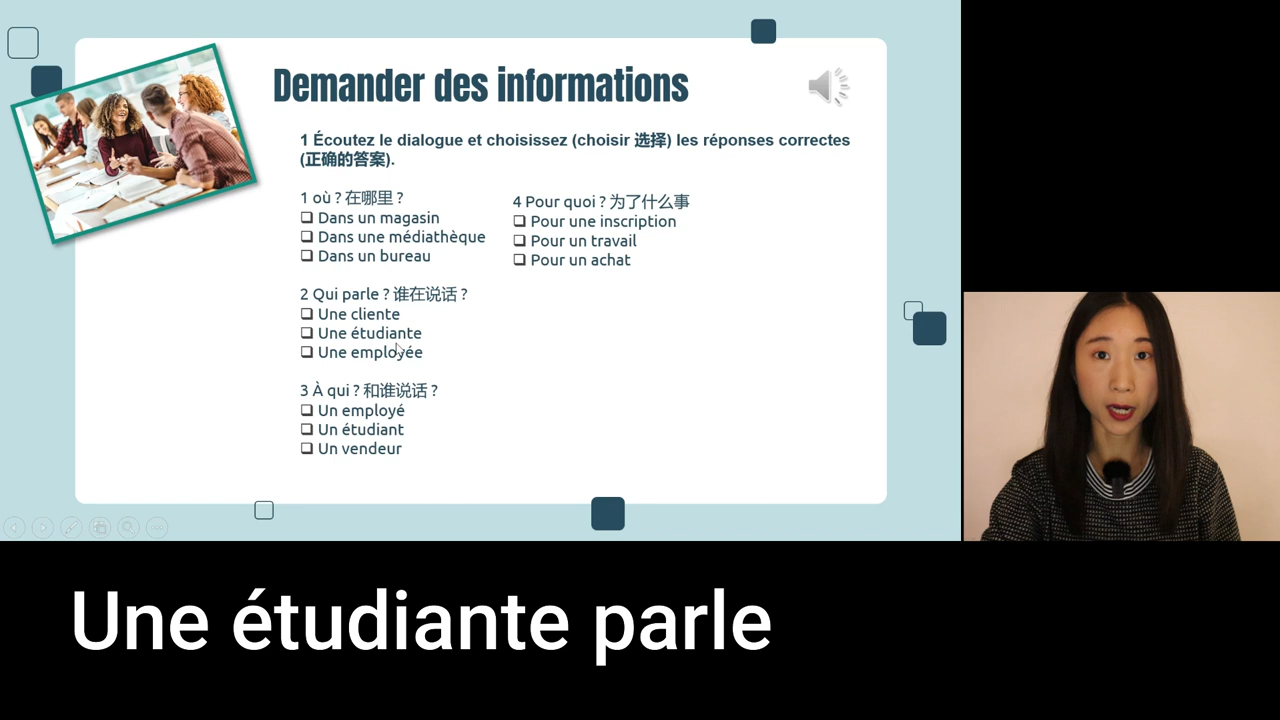 Demander des informations
1 Écoutez le dialogue et choisissez (choisir 选择) les réponses correctes
(正确的答案).
1 où ? 在哪里 ?
❑ Dans un magasin
❑ Dans une médiathèque
❑ Dans un bureau
2 Qui parle ? 谁在说话 ?
❑ Une cliente
❑ Une étudiante
❑ Une employée
3 À qui ? 和谁说话 ?
❑ Un employé
❑ Un étudiant
❑ Un vendeur
4 Pour quoi ? 为了什么事
❑ Pour une inscription
❑ Pour un travail
❑ Pour un achat
Une étudiante parle